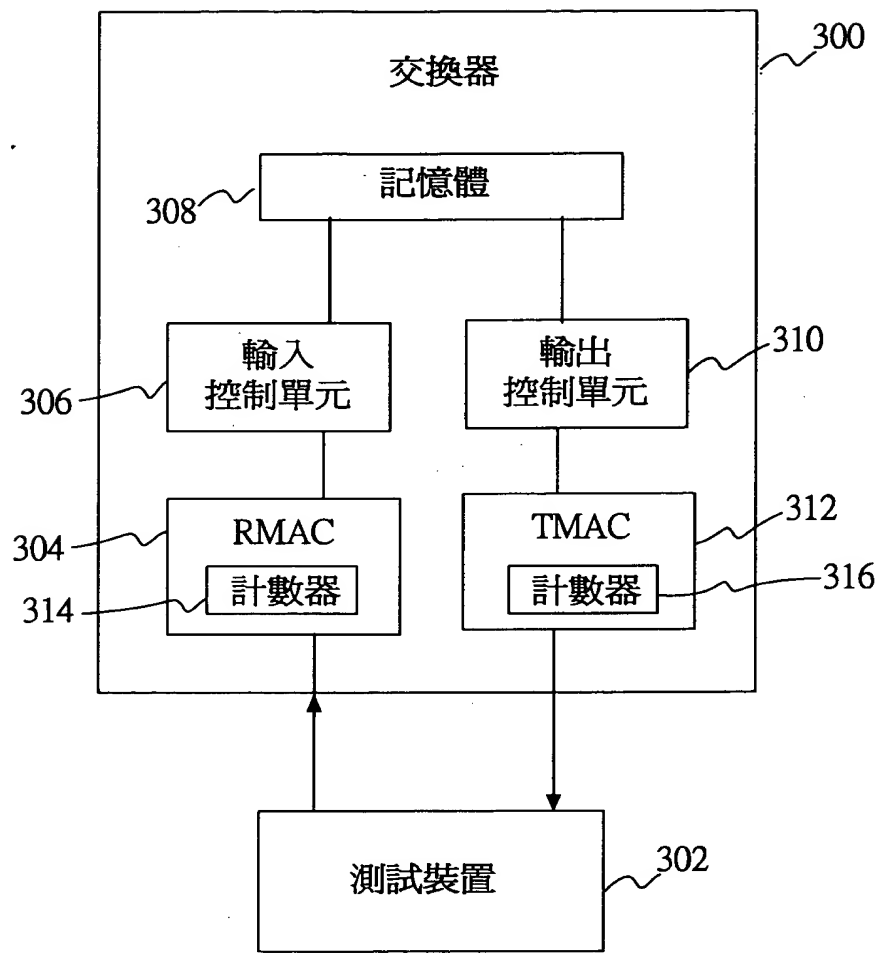 300
交換器
記憶體
308
輸入
控制單元
306
輸出
控制單元
310
RMAC
304
計數器
314
TMAC
312
計數器
316
測試裝置
302